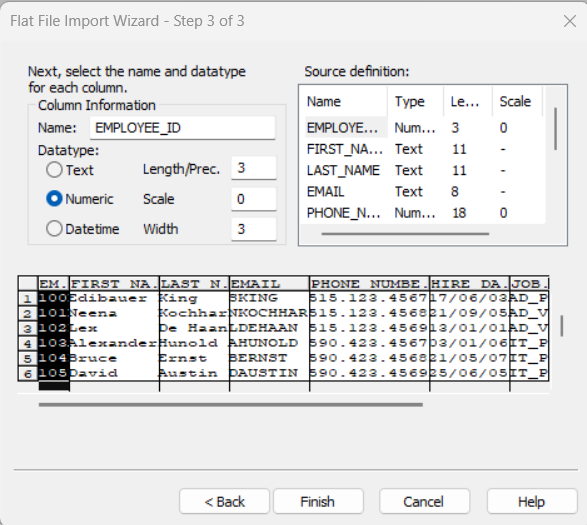 Flat File Import Wizard - Step 3 of 3
Next, select the name and datatype
for each column.
Column Information
Name: EMPLOYEE_ID
Datatype:
Text Length/Prec. 3
Numeric Scale 0
Datetime Width 3
Source definition:
Name Type Le... Scale
EMPLOYE... Num... 3 0
FIRST_NA... Text 11 -
LAST_NAME Text 11 -
EMAIL Text 8 -
PHONE_N... Num... 18 0
EM. FIRST NA. LAST N. EMAIL PHONE NUMBE. HIRE DA. JOB.
1 100 Edibauer King SKING 515.123.4567 17/06/03 AD_P
2 101 Neena Kochhar NKOCHHAR 515.123.4568 21/09/05 AD_V
3 102 Lex De Haan LDEHAAN 515.123.4569 13/01/01 AD_V
4 103 Alexander Hunold AHUNOLD 590.423.4567 03/01/06 IT_P
5 104 Bruce Ernst BERNST 590.423.4568 21/05/07 IT_P
6 105 David Austin DAUSTIN 590.423.4569 25/06/05 IT_P
< Back Finish Cancel Help